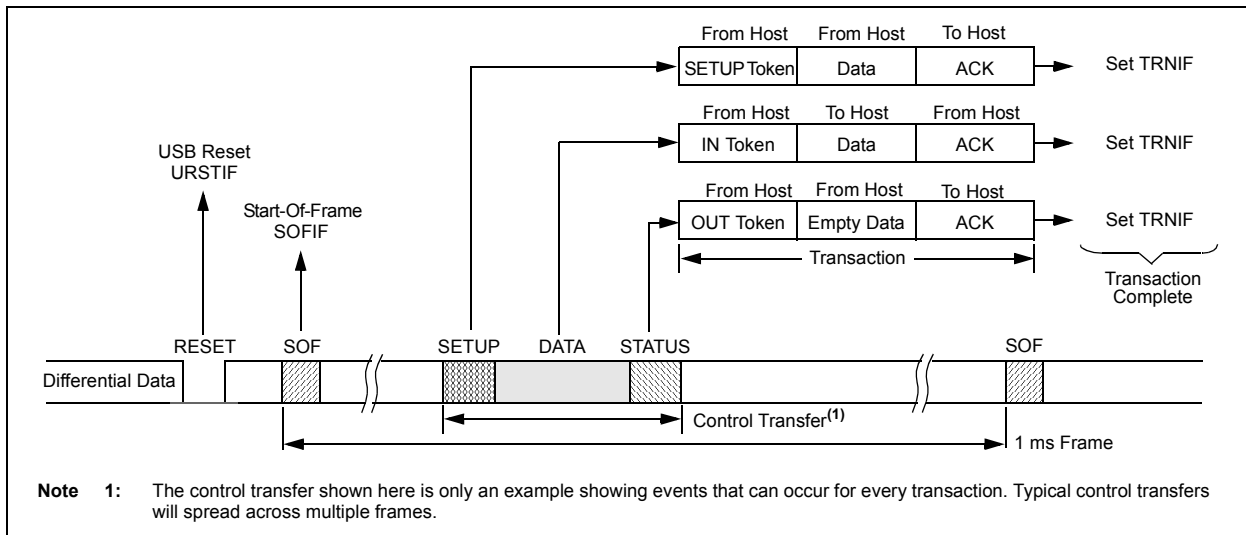 From Host From Host To Host
SETUP Token Data ACK Set TRNIF
From Host To Host From Host
IN Token Data ACK Set TRNIF
USB Reset
URSTIF
From Host From Host To Host
Start-Of-Frame
SOFIF
OUT Token Empty Data ACK Set TRNIF
Transaction
Transaction
Complete
RESET SOF SETUP DATA STATUS SOF
Differential Data
Control Transfer(1)
1 ms Frame
Note 1: The control transfer shown here is only an example showing events that can occur for every transaction. Typical control transfers
will spread across multiple frames.